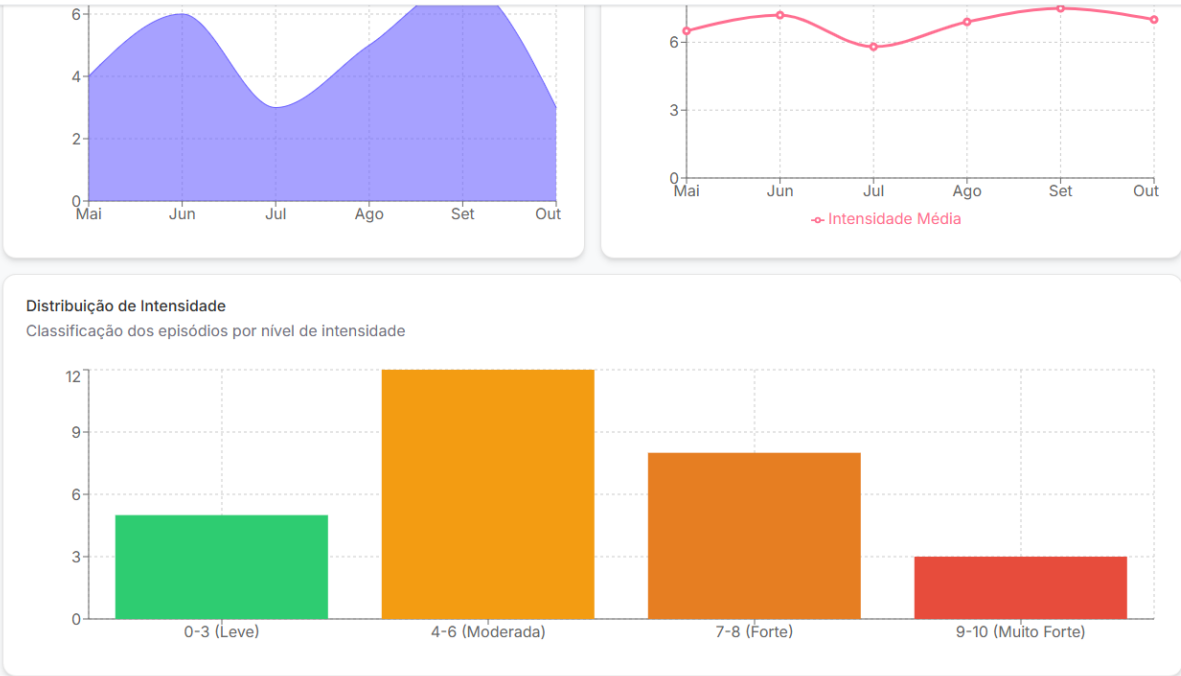 6
4
2
0
Mai Jun Jul Ago Set Out
6
3
0
Mai Jun Jul Ago Set Out
Intensidade Média
Distribuição de Intensidade
Classificação dos episódios por nível de intensidade
12
9
6
3
0
0-3 (Leve) 4-6 (Moderada) 7-8 (Forte) 9-10 (Muito Forte)